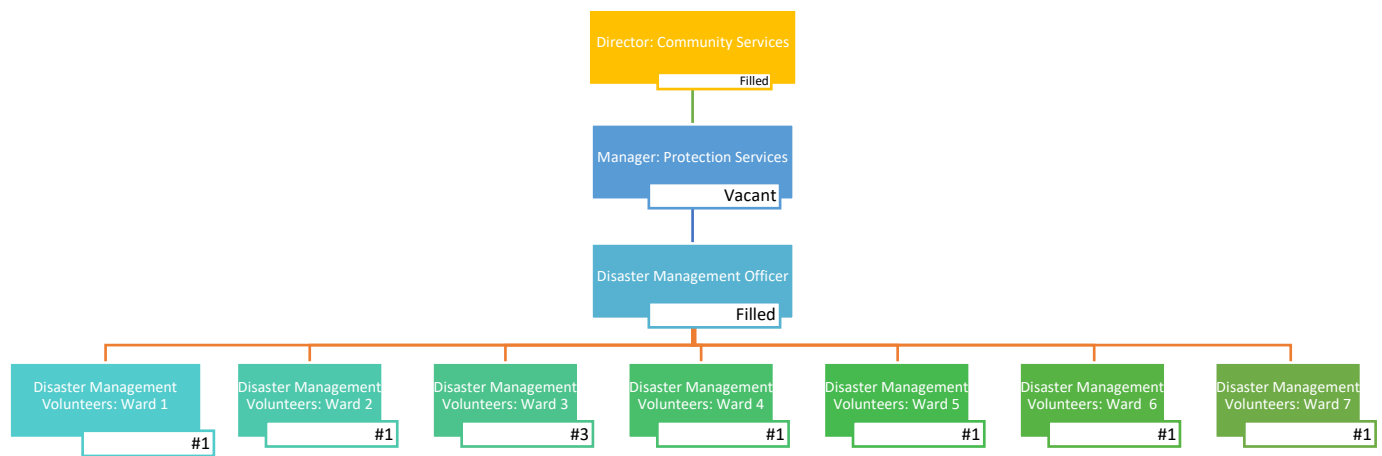 Director: Community Services
Filled
Manager: Protection Services
Vacant
Disaster Management Officer
Filled
Disaster Management
Volunteers: Ward 1
#1
Disaster Management
Volunteers: Ward 2
#1
Disaster Management
Volunteers: Ward 3
#3
Disaster Management
Volunteers: Ward 4
#1
Disaster Management
Volunteers: Ward 5
#1
Disaster Management
Volunteers: Ward  6
#1
Disaster Management
Volunteers: Ward 7
#1